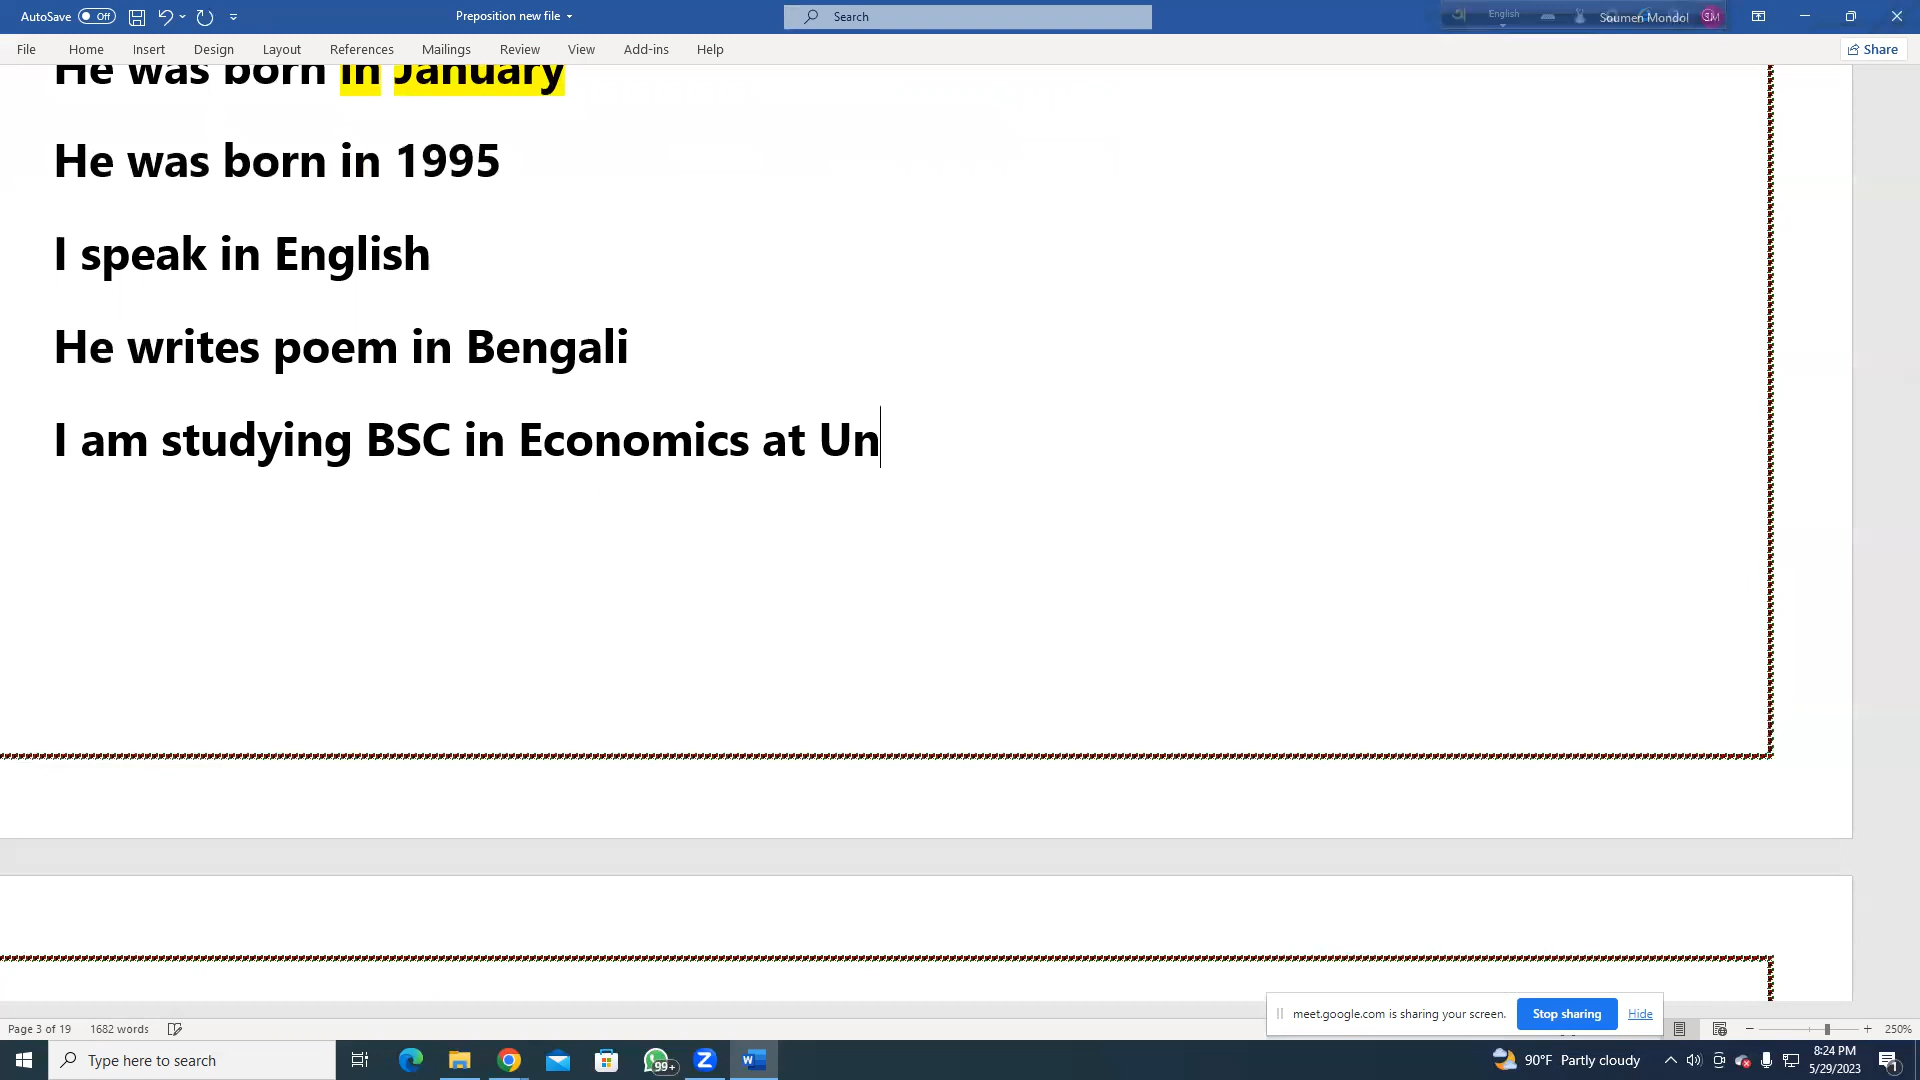 AutoSave Off Preposition new file Search English Soumen Mondol SM
File Home Insert Design Layout References Mailings Review View Add-ins Help Share
He was born in January
He was born in 1995
I speak in English
He writes poem in Bengali
I am studying BSC in Economics at Un
meet.google.com is sharing your screen. Stop sharing Hide
Page 3 of 19 1682 words 250%
Type here to search 99+ 90°F Partly cloudy 8:24 PM
5/29/2023 1